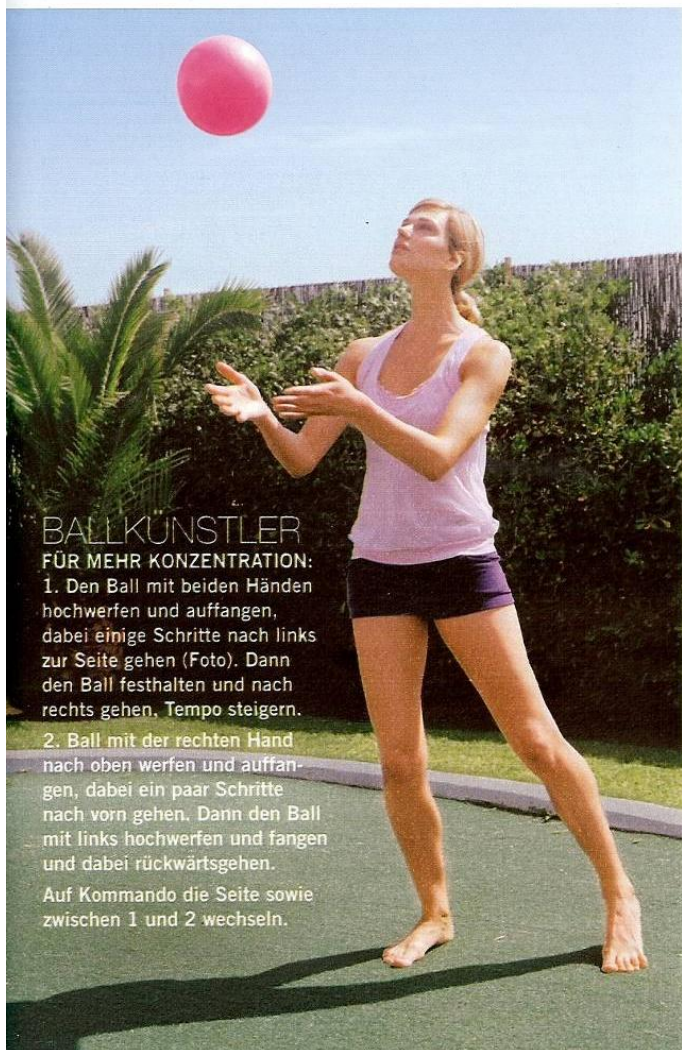 BALLKÜNSTLER
FÜR MEHR KONZENTRATION:
1. Den Ball mit beiden Händen
hochwerfen und auffangen,
dabei einige Schritte nach links
zur Seite gehen (Foto). Dann
den Ball festhalten und nach
rechts gehen, Tempo steigern.
2. Ball mit der rechten Hand
nach oben werfen und auffan-
gen, dabei ein paar Schritte
nach vorn gehen. Dann den Ball
mit links hochwerfen und fangen
und dabei rückwärtsgehen.
Auf Kommando die Seite sowie
zwischen 1 und 2 wechseln.